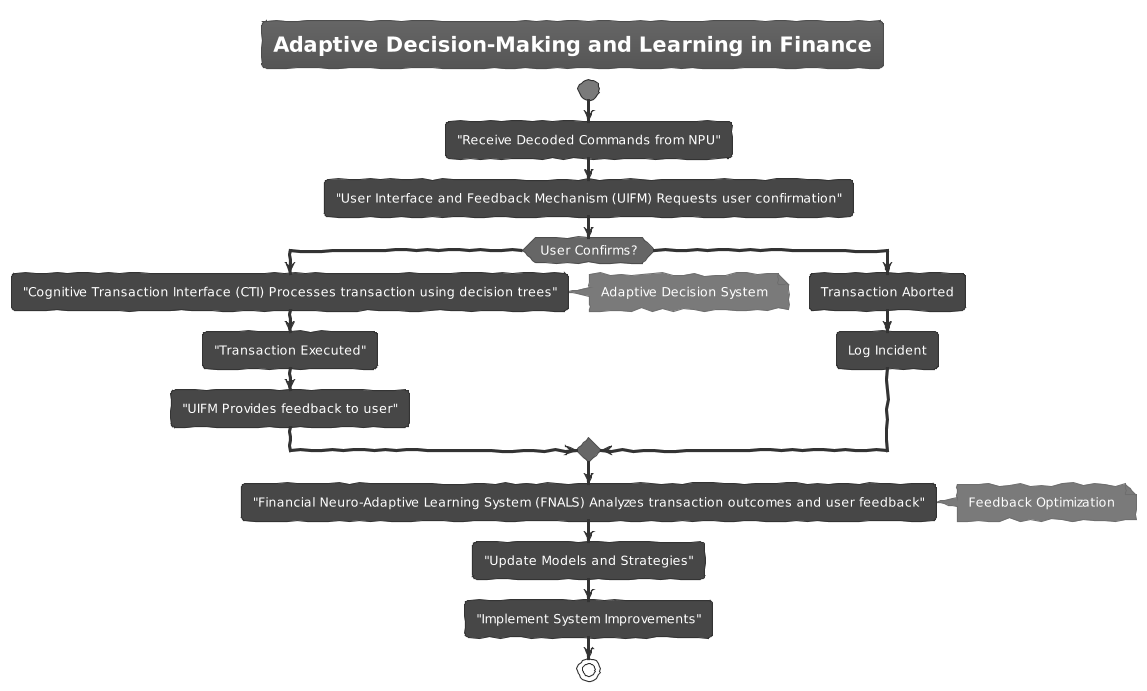 Adaptive Decision-Making and Learning in Finance
"Receive Decoded Commands from NPU"
"User Interface and Feedback Mechanism (UIFM) Requests user confirmation"
User Confirms?
"Cognitive Transaction Interface (CTI) Processes transaction using decision trees"
Adaptive Decision System
Transaction Aborted
"Transaction Executed"
Log Incident
"UIFM Provides feedback to user"
"Financial Neuro-Adaptive Learning System (FNALS) Analyzes transaction outcomes and user feedback"
Feedback Optimization
"Update Models and Strategies"
"Implement System Improvements"